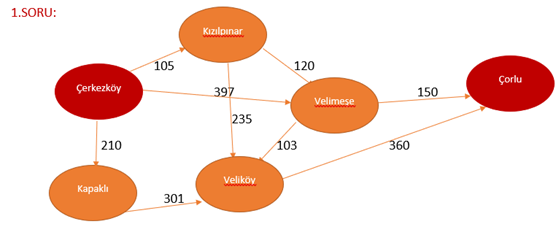 1.SORU:
Kızılpınar
105
120
Çerkezköy
397
Velimeşe
150
Çorlu
210
235
103
360
Kapaklı
301
Veliköy